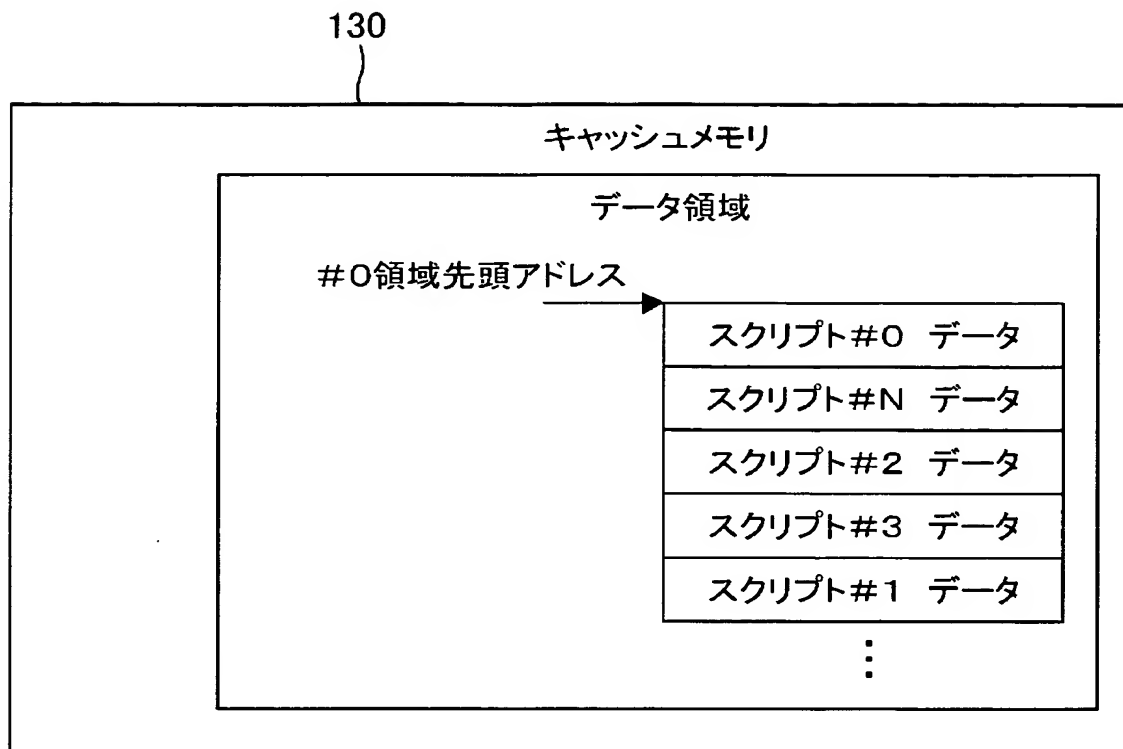 130
キャッシュメモリ
データ領域
#0領域先頭アドレス
スクリプト#0 データ
スクリプト#N データ
スクリプト#2 データ
スクリプト#3 データ
スクリプト#1 データ
⋮